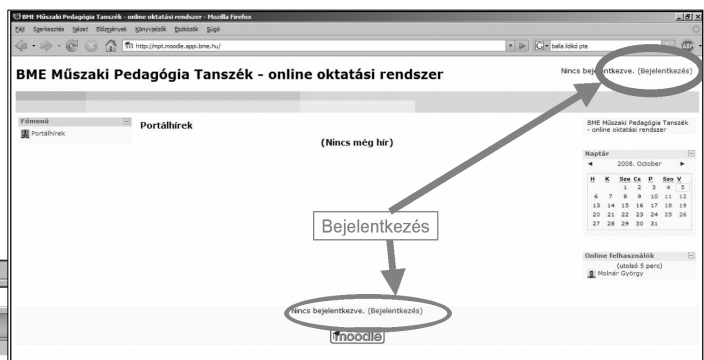 BME Műszaki Pedagógia Tanszék - online oktatási rendszer - Mozilla Firefox
Fájl Szerkesztés Nézet Előzmények Könyvjelzők Eszközök Súgó
http://mpt.moodle.appi.bme.hu/
balla ildikó pte
BME Műszaki Pedagógia Tanszék - online oktatási rendszer
Nincs bejelentkezve. (Bejelentkezés)
Főmenü
Portálhírek
Portálhírek
(Nincs még hír)
BME Műszaki Pedagógia Tanszék
- online oktatási rendszer
Naptár
2008. October
H K Sze Cs P Szo V
1 2 3 4 5
6 7 8 9 10 11 12
13 14 15 16 17 18 19
20 21 22 23 24 25 26
27 28 29 30 31
Bejelentkezés
Online felhasználók
(utolsó 5 perc)
Molnár György
Nincs bejelentkezve. (Bejelentkezés)
moodle